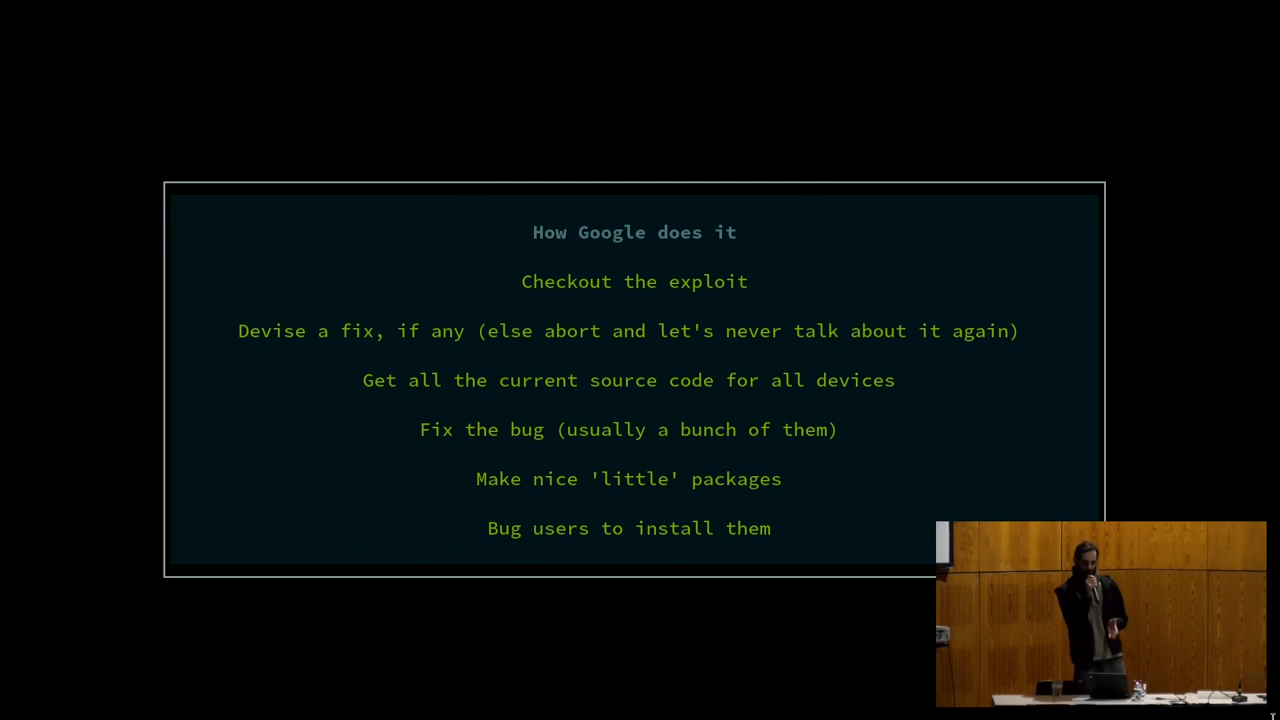 How Google does it
Checkout the exploit
Devise a fix, if any (else abort and let's never talk about it again)
Get all the current source code for all devices
Fix the bug (usually a bunch of them)
Make nice 'little' packages
Bug users to install them